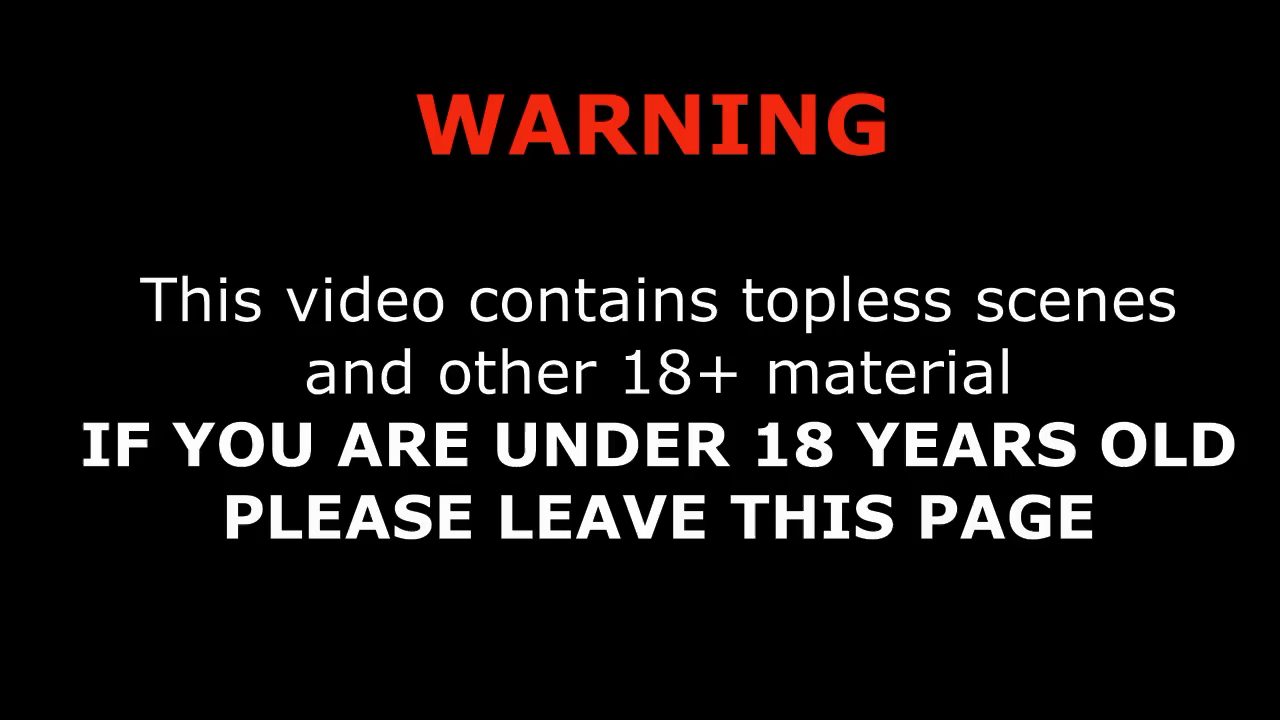 WARNING
This video contains topless scenes
and other 18+ material
IF YOU ARE UNDER 18 YEARS OLD
PLEASE LEAVE THIS PAGE